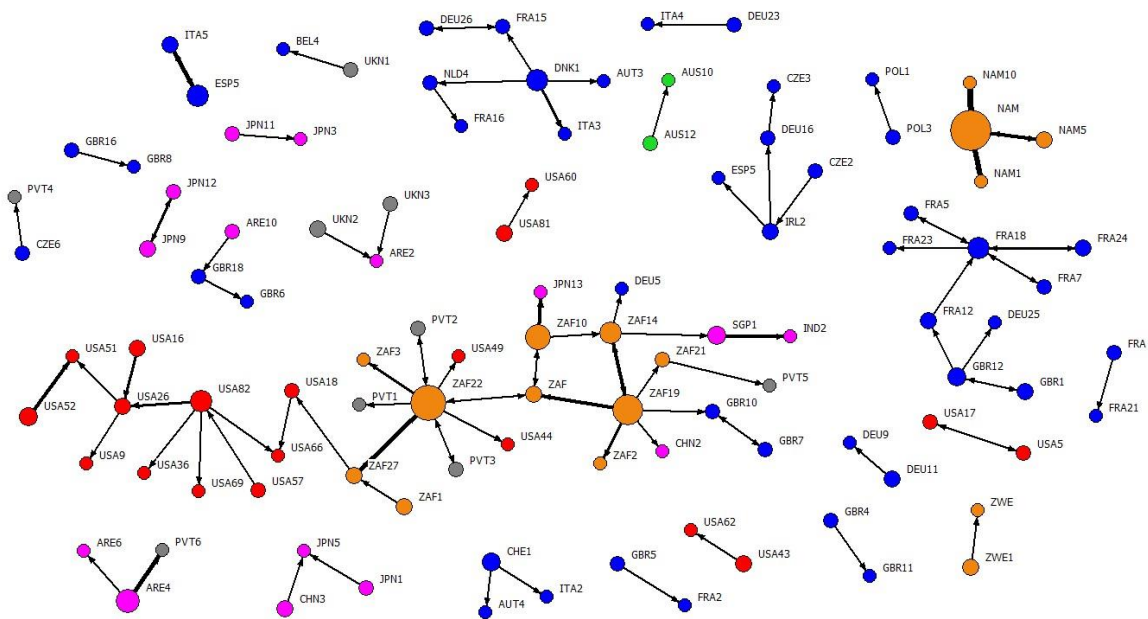 ITA5
ESP5
BEL4
UKN1
DEU26
FRA15
NLD4
DNK1
AUT3
FRA16
ITA3
ITA4
DEU23
AUS10
AUS12
CZE3
DEU16
ESP5
CZE2
IRL2
POL1
POL3
NAM10
NAM
NAM5
NAM1
JPN11
JPN3
GBR16
GBR8
PVT4
CZE6
JPN12
JPN9
ARE10
GBR18
GBR6
UKN3
UKN2
ARE2
USA60
USA81
FRA5
FRA18
FRA24
FRA23
FRA7
FRA12
DEU25
GBR12
GBR1
FRA
FRA21
JPN13
DEU5
ZAF10
ZAF14
SGP1
IND2
PVT2
ZAF3
USA49
ZAF22
ZAF
ZAF21
PVT5
ZAF19
GBR10
PVT1
USA44
PVT3
ZAF2
CHN2
GBR7
USA51
USA16
USA52
USA26
USA82
USA18
USA9
USA36
USA69
USA57
USA66
ZAF27
ZAF1
USA17
USA5
DEU9
DEU11
ARE6
PVT6
ARE4
JPN5
JPN1
CHN3
CHE1
ITA2
AUT4
GBR5
FRA2
USA62
USA43
GBR4
GBR11
ZWE
ZWE1